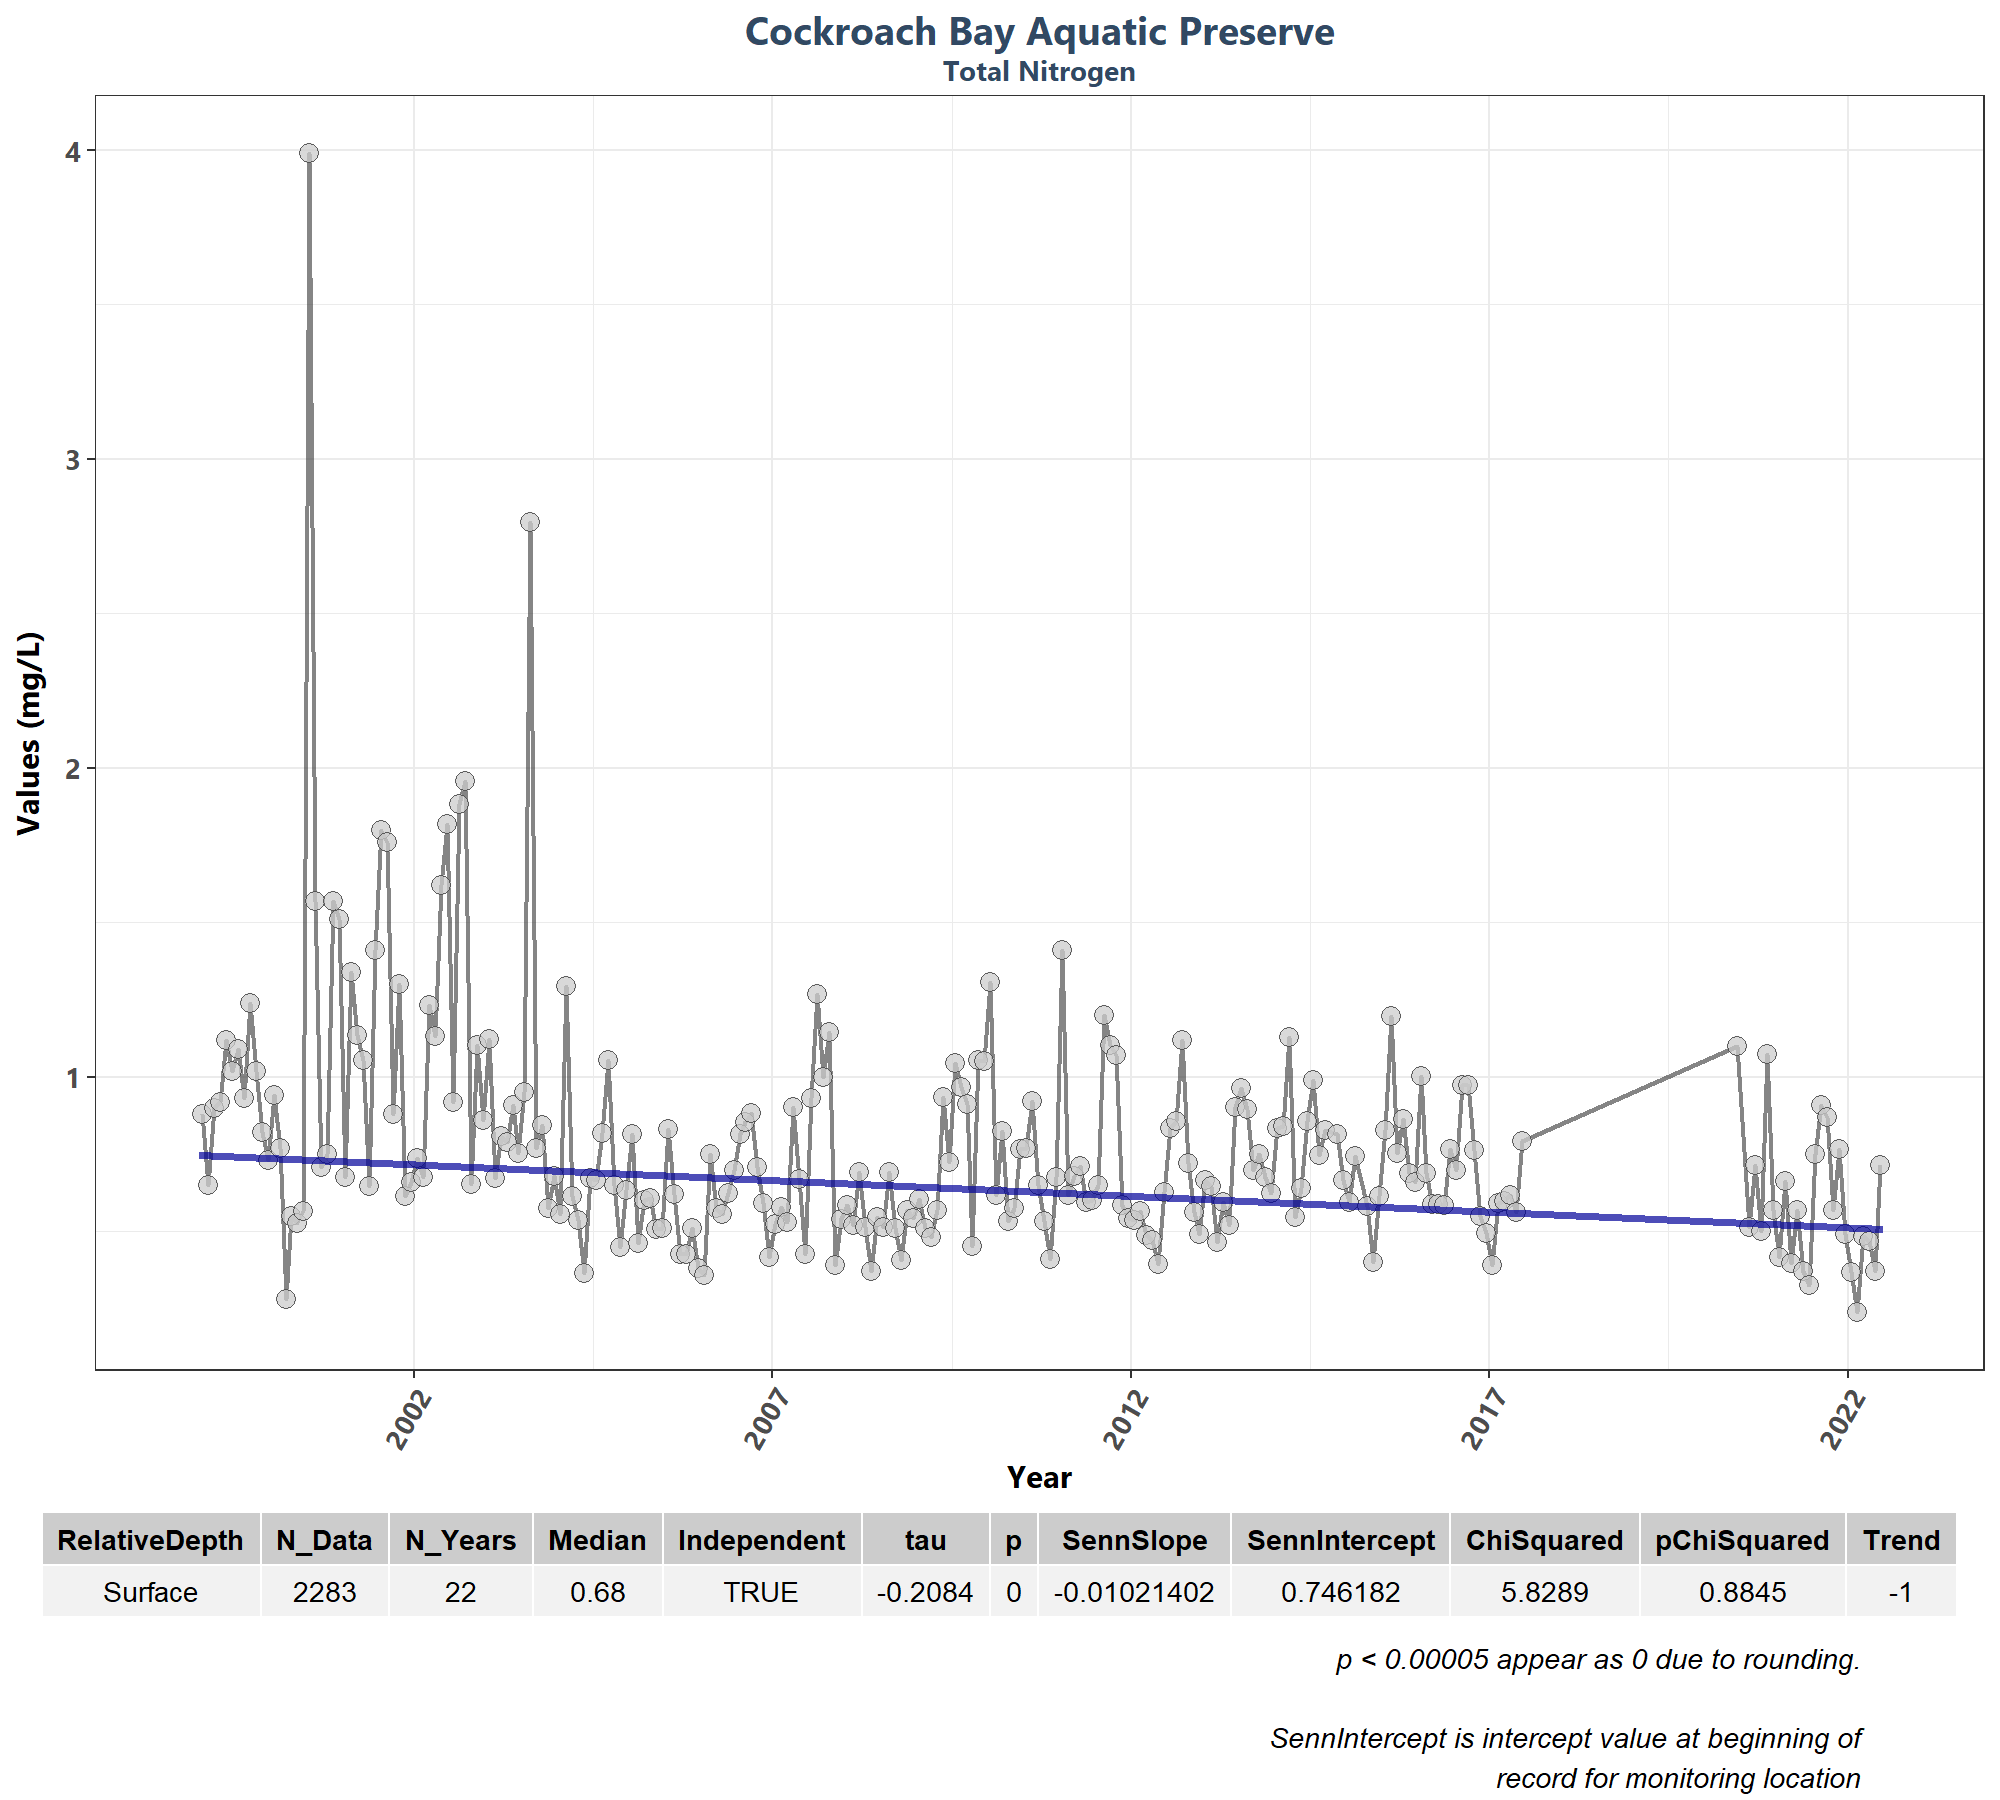 Cockroach Bay Aquatic Preserve
Total Nitrogen
Values (mg/L)
4
3
2
1
2002 2007 2012 2017 2022
Year
RelativeDepth N_Data N_Years Median Independent tau p SennSlope SennIntercept ChiSquared pChiSquared Trend
Surface 2283 22 0.68 TRUE -0.2084 0 -0.01021402 0.746182 5.8289 0.8845 -1
p < 0.00005 appear as 0 due to rounding.
SennIntercept is intercept value at beginning of
record for monitoring location